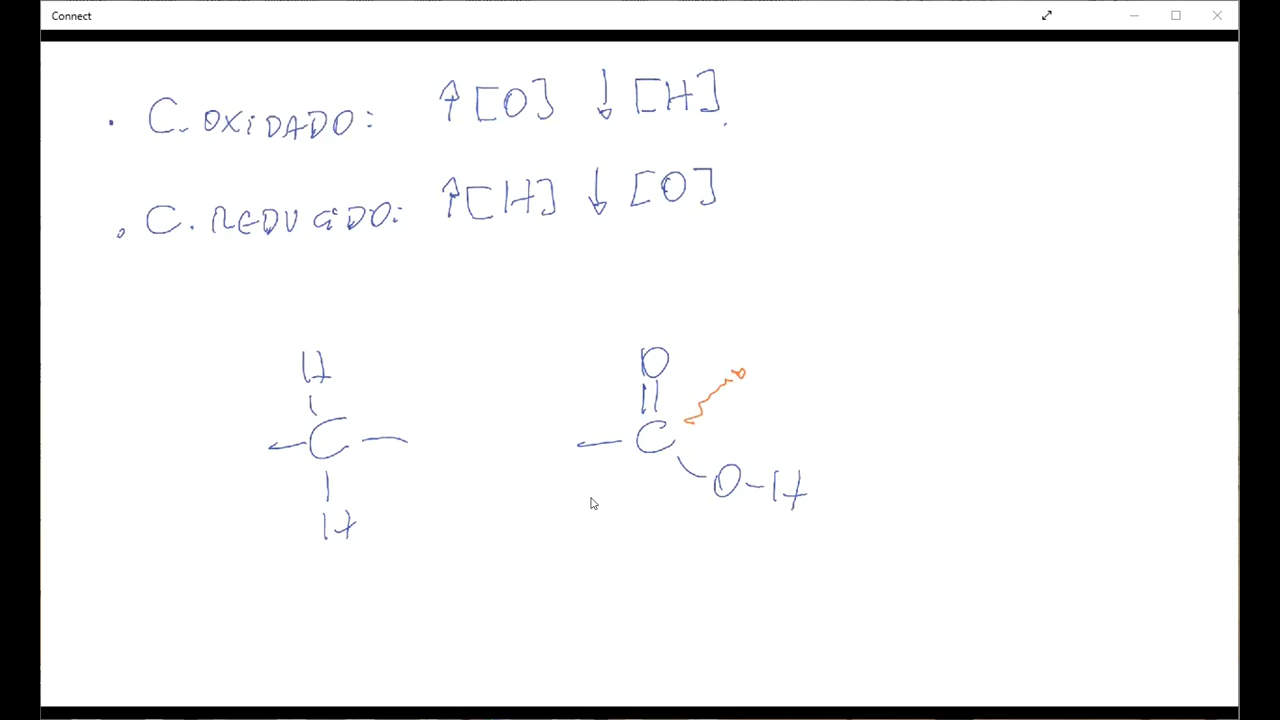 Connect
• C. OXIDADO: ↑[O] ↓[H]
• C. REDUCIDO: ↑[H] ↓[O]
H O
C C
O-H
H